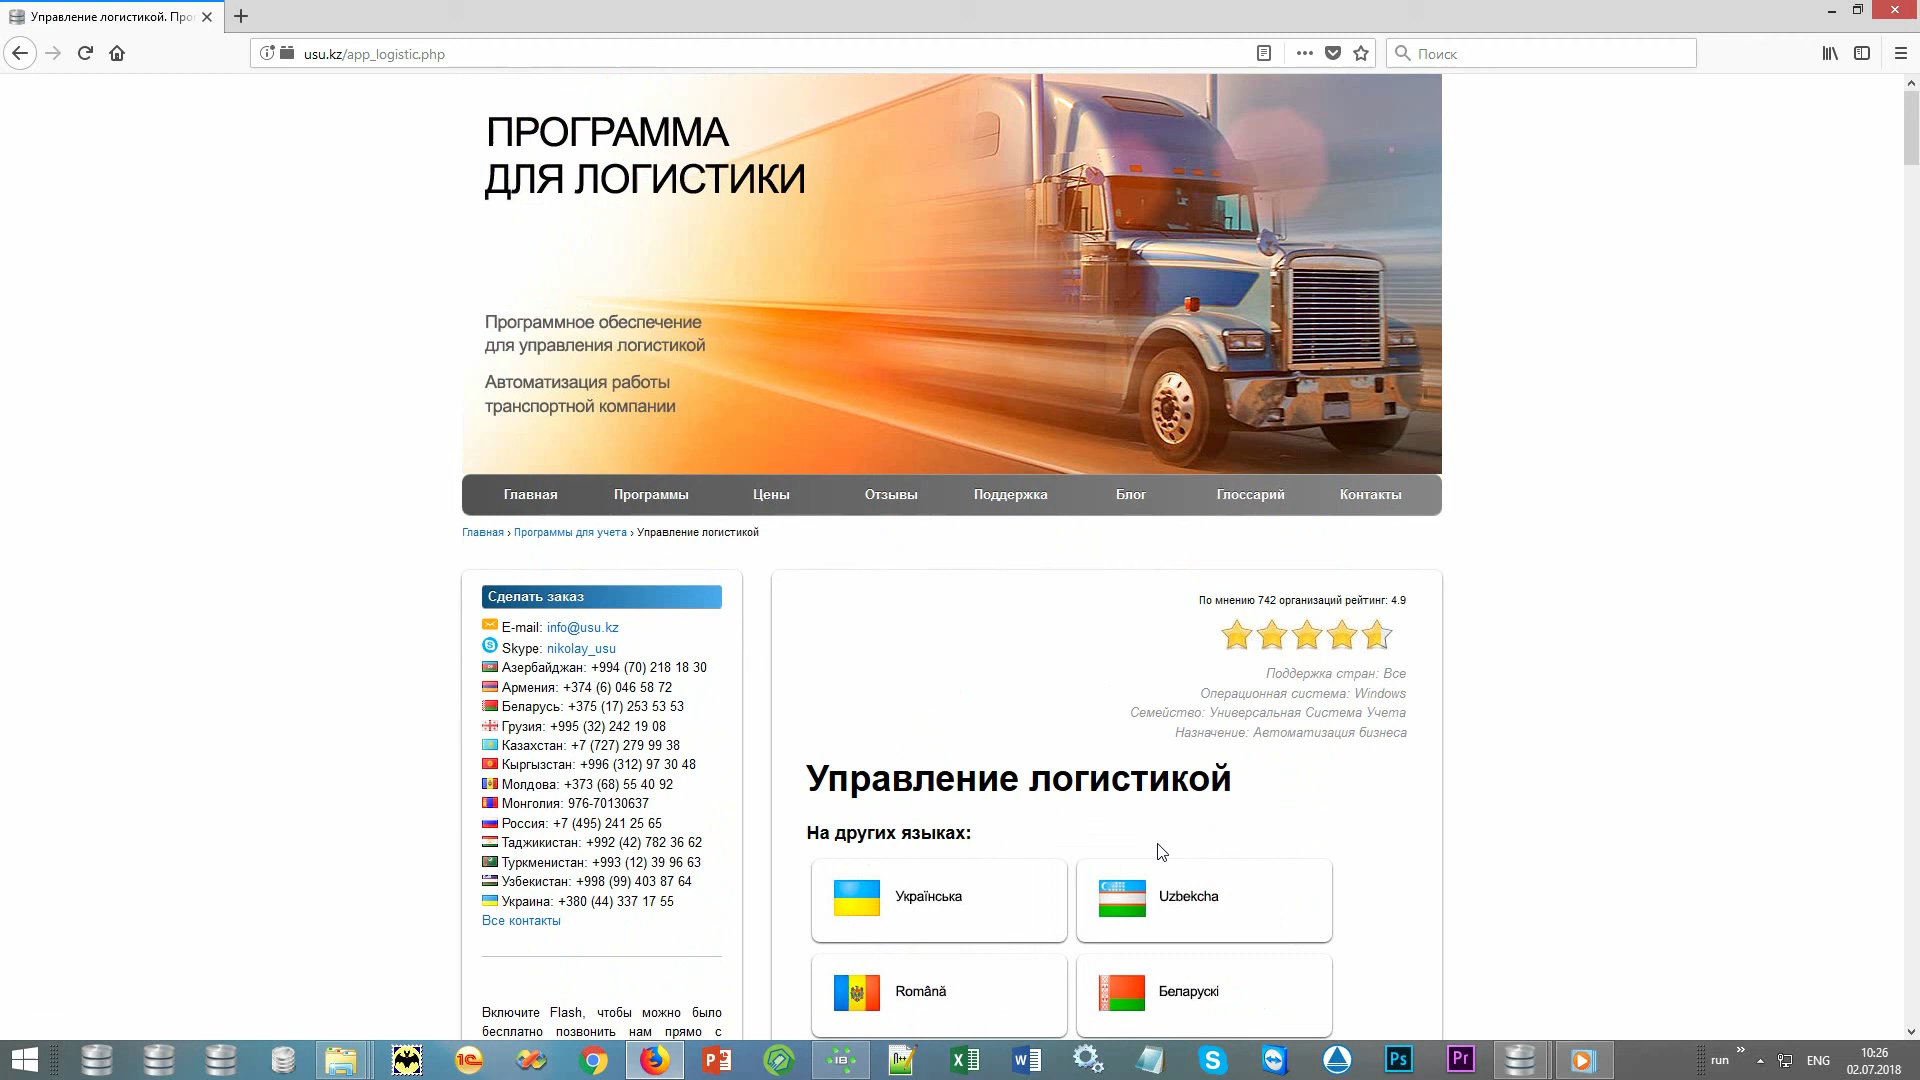 Управление логистикой. Про
usu.kz/app_logistic.php
Поиск
ПРОГРАММА
ДЛЯ ЛОГИСТИКИ
Программное обеспечение
для управления логистикой
Автоматизация работы
транспортной компании
Главная Программы Цены Отзывы Поддержка Блог Глоссарий Контакты
Главная › Программы для учета › Управление логистикой
Сделать заказ
E-mail: info@usu.kz
Skype: nikolay_usu
Азербайджан: +994 (70) 218 18 30
Армения: +374 (6) 046 58 72
Беларусь: +375 (17) 253 53 53
Грузия: +995 (32) 242 19 08
Казахстан: +7 (727) 279 99 38
Кыргызстан: +996 (312) 97 30 48
Молдова: +373 (68) 55 40 92
Монголия: 976-70130637
Россия: +7 (495) 241 25 65
Таджикистан: +992 (42) 782 36 62
Туркменистан: +993 (12) 39 96 63
Узбекистан: +998 (99) 403 87 64
Украина: +380 (44) 337 17 55
Все контакты
Включите Flash, чтобы можно было
бесплатно позвонить нам прямо с
По мнению 742 организаций рейтинг: 4.9
Поддержка стран: Все
Операционная система: Windows
Семейство: Универсальная Система Учета
Назначение: Автоматизация бизнеса
Управление логистикой
На других языках:
Українська
Uzbekcha
Română
Беларускі
run
ENG
10:26
02.07.2018